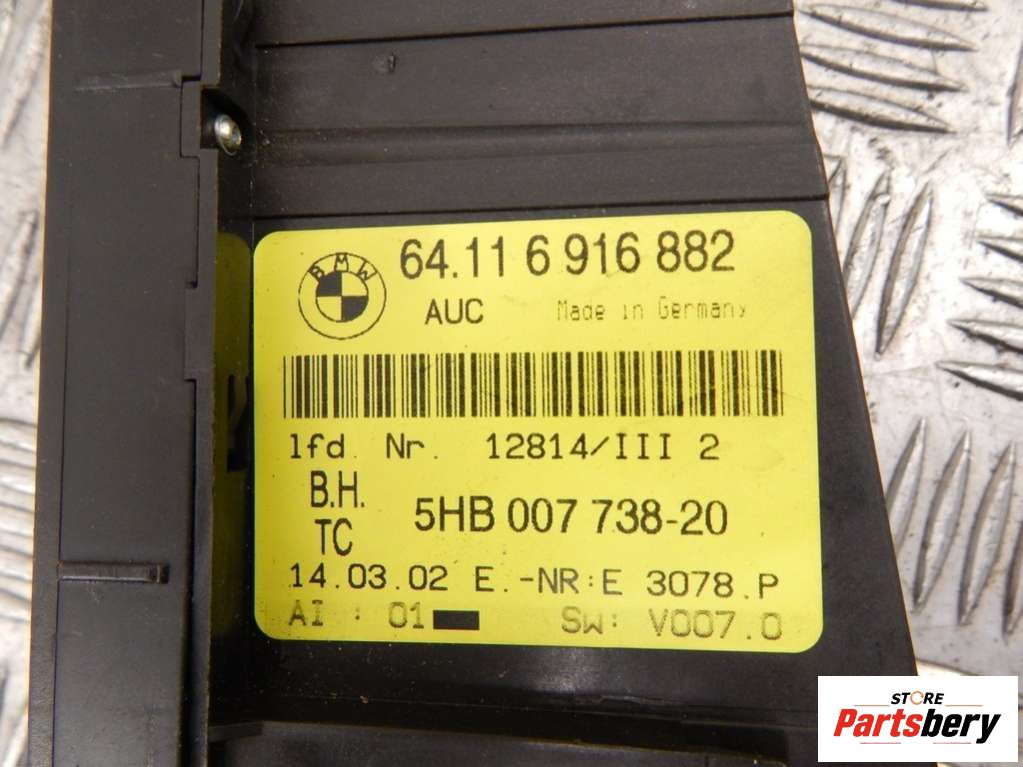 BMW
64.11 6 916 882
AUC Made in Germany
lfd. Nr. 12814/III 2
B.H.
TC
5HB 007 738-20
14.03.02 E.-NR:E 3078.P
AI : 01 Sw: V007.0
STORE
Partsbery